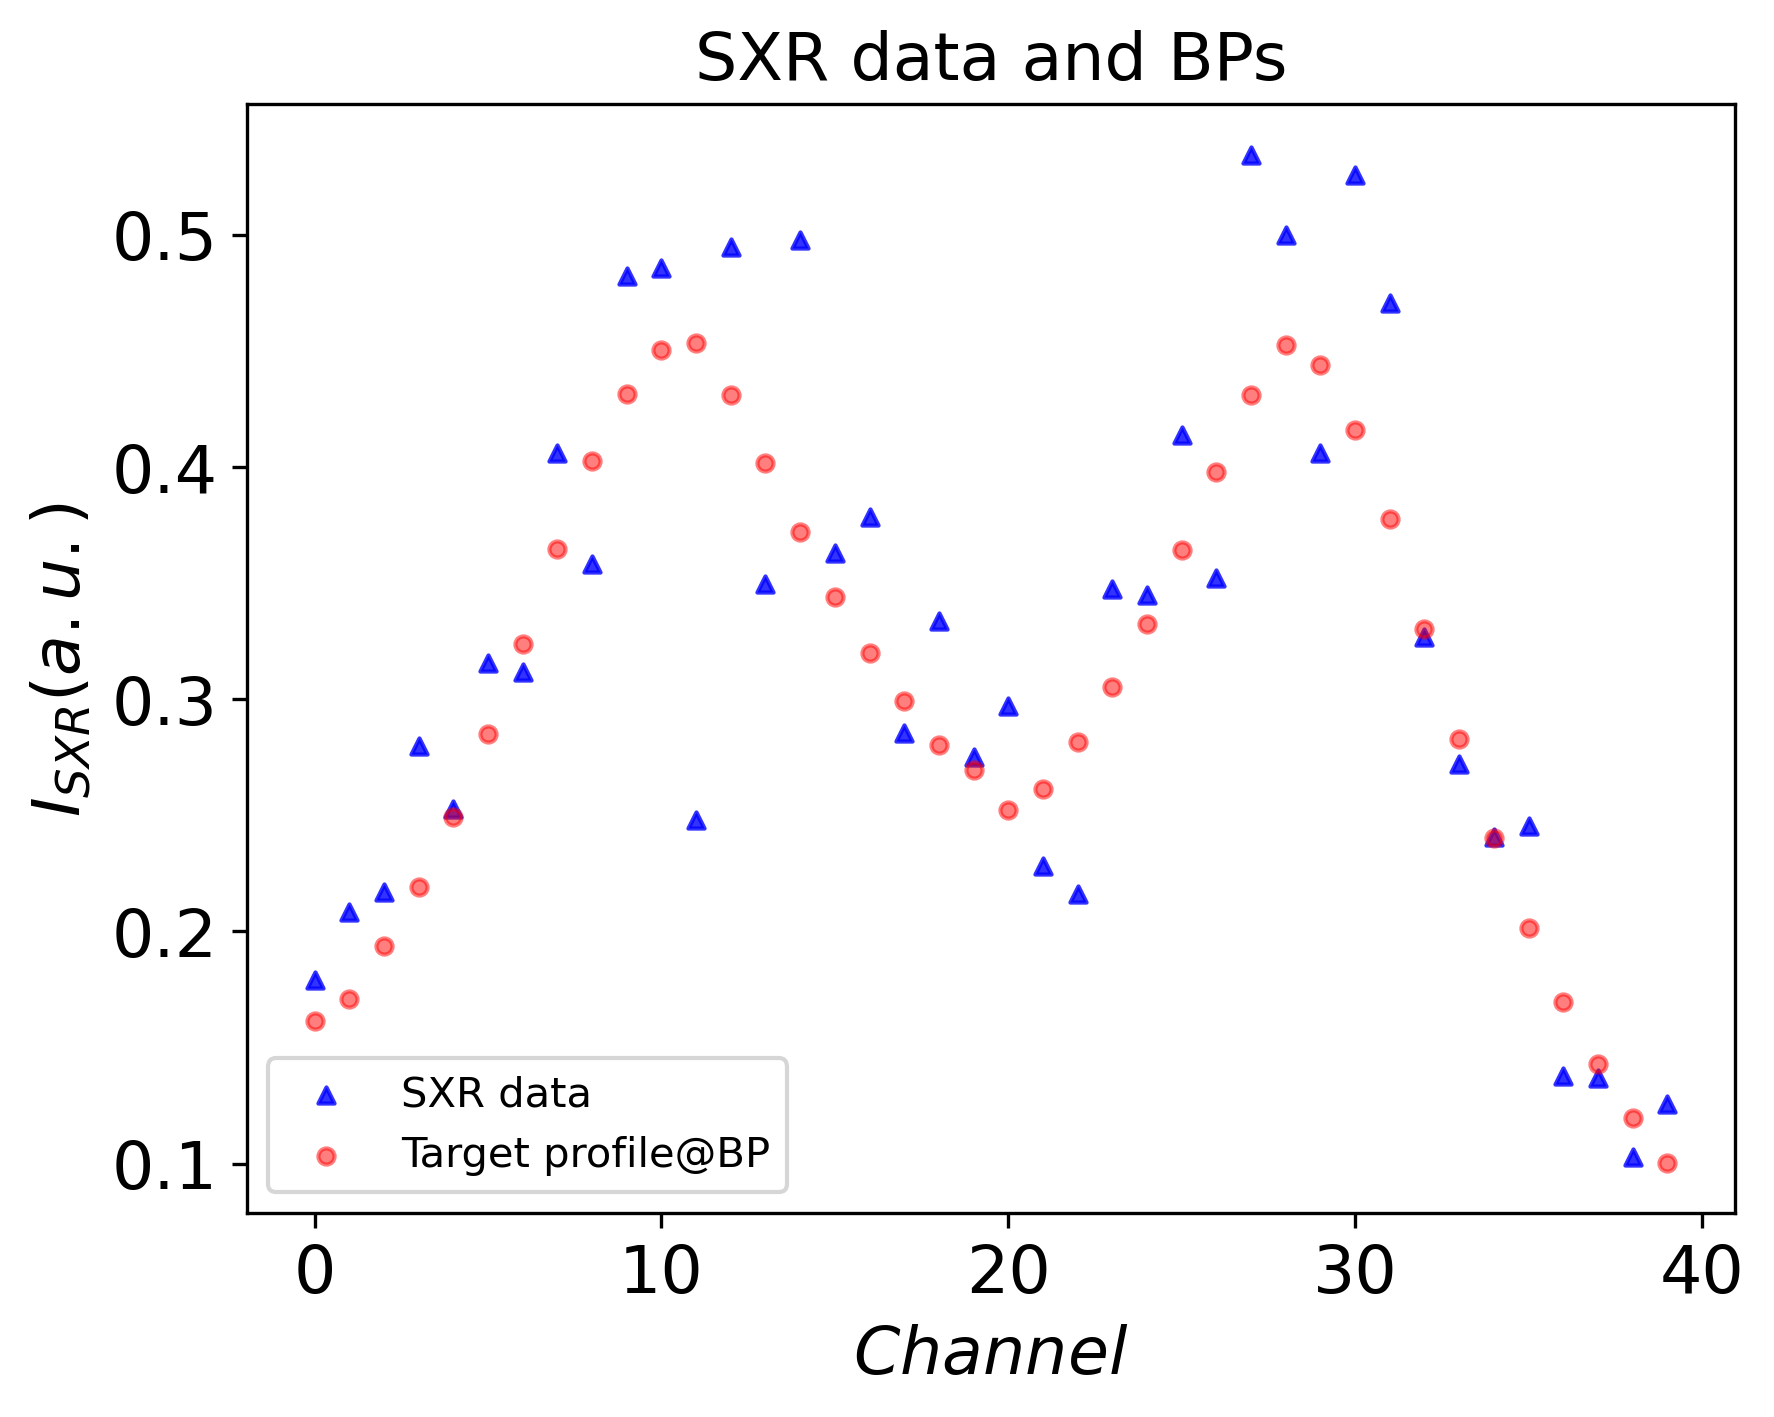 SXR data and BPs
0.5
0.4
0.3
0.2
0.1
I_SXR(a.u.)
SXR data
Target profile@BP
0 10 20 30 40
Channel